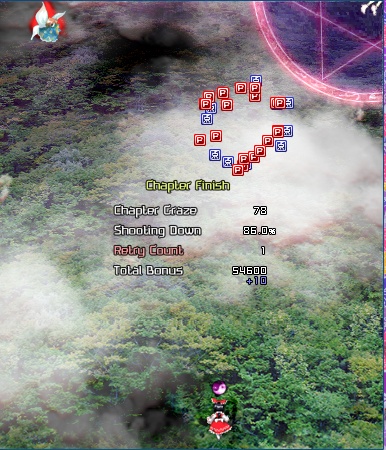 Chapter Finish
Chapter Graze 78
Shooting Down 86.0%
Retry Count 1
Total Bonus 54600
+10